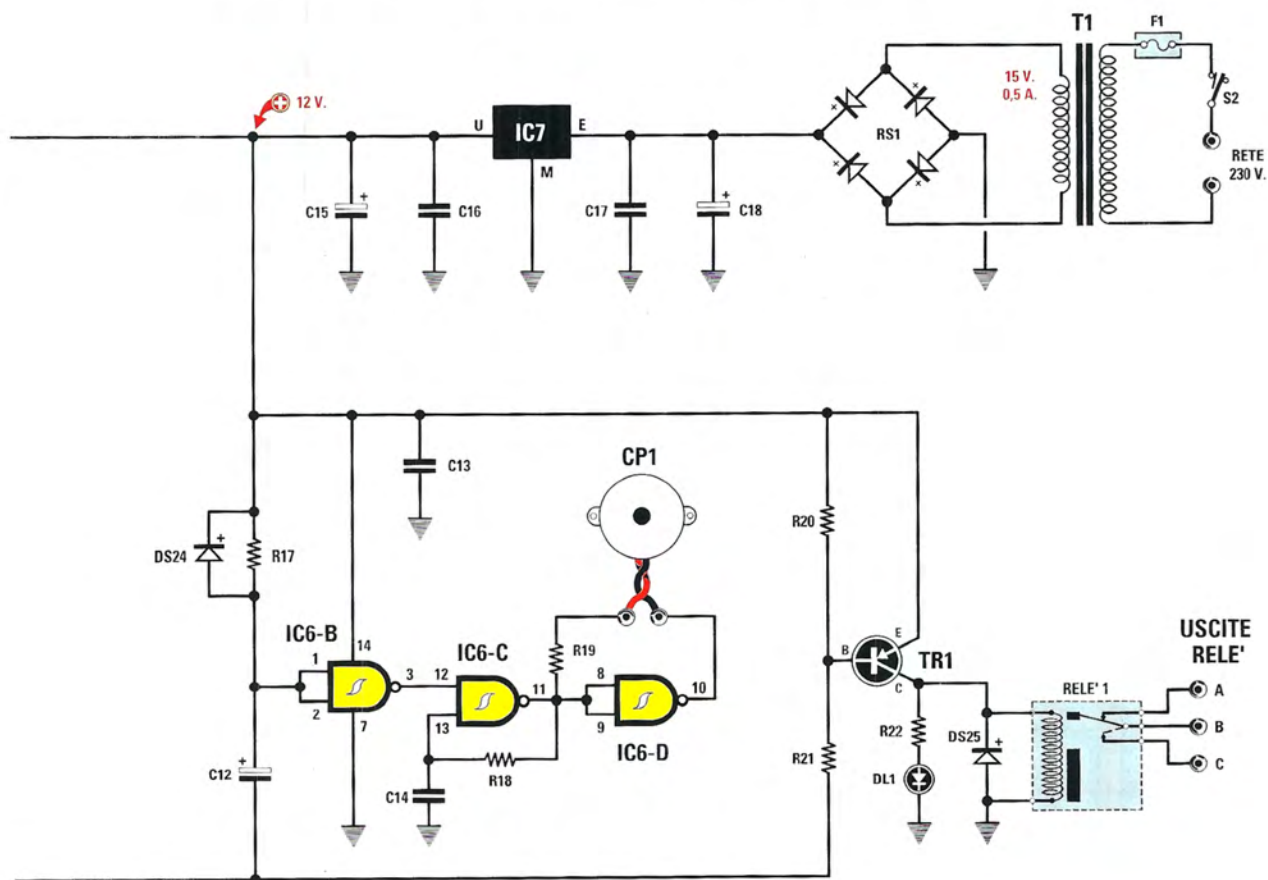 T1
F1
15 V.
0,5 A.
S2
12 V.
U
IC7
E
M
RS1
RETE
230 V.
C15
+
C16
C17
+
C18
C13
CP1
R20
DS24
+
R17
IC6-B
14
1
3
2
7
IC6-C
12
11
13
R19
8
10
9
IC6-D
R18
C14
+
C12
B
E
TR1
C
R21
R22
DL1
DS25
+
RELE' 1
USCITE
RELE'
A
B
C